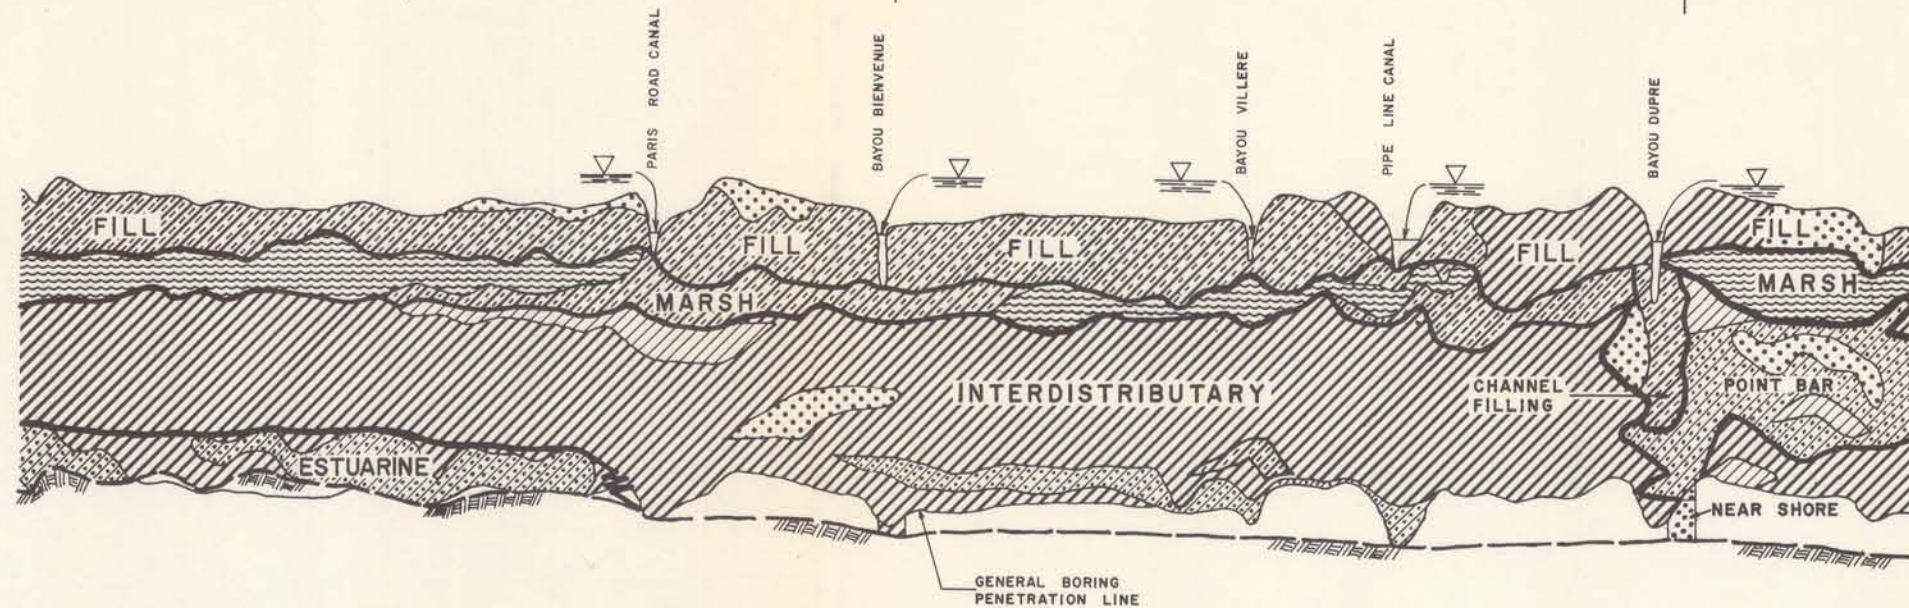 PARIS ROAD CANAL
BAYOU BIENVENUE
BAYOU VILLERE
PIPE LINE CANAL
BAYOU DUPRE
FILL
FILL
FILL
FILL
FILL
MARSH
MARSH
INTERDISTRIBUTARY
CHANNEL
FILLING
POINT BAR
ESTUARINE
NEAR SHORE
GENERAL BORING
PENETRATION LINE